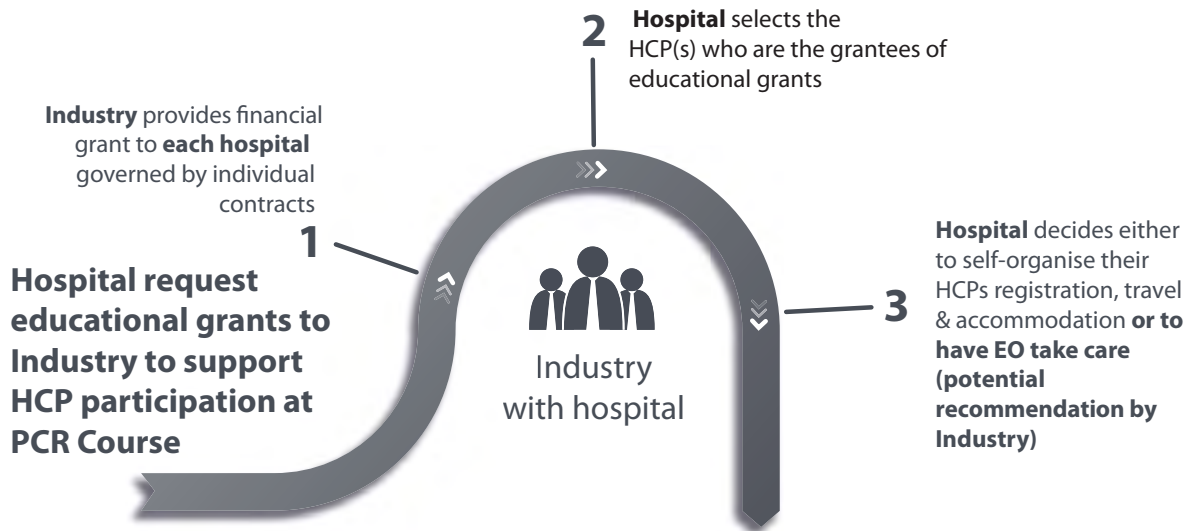 Hospital request
educational grants to
Industry to support
HCP participation at
PCR Course
1
Industry provides financial
grant to each hospital
governed by individual
contracts
2
Hospital selects the
HCP(s) who are the grantees of
educational grants
3
Hospital decides either
to self-organise their
HCPs registration, travel
& accommodation or to
have EO take care
(potential
recommendation by
Industry)
Industry
with hospital